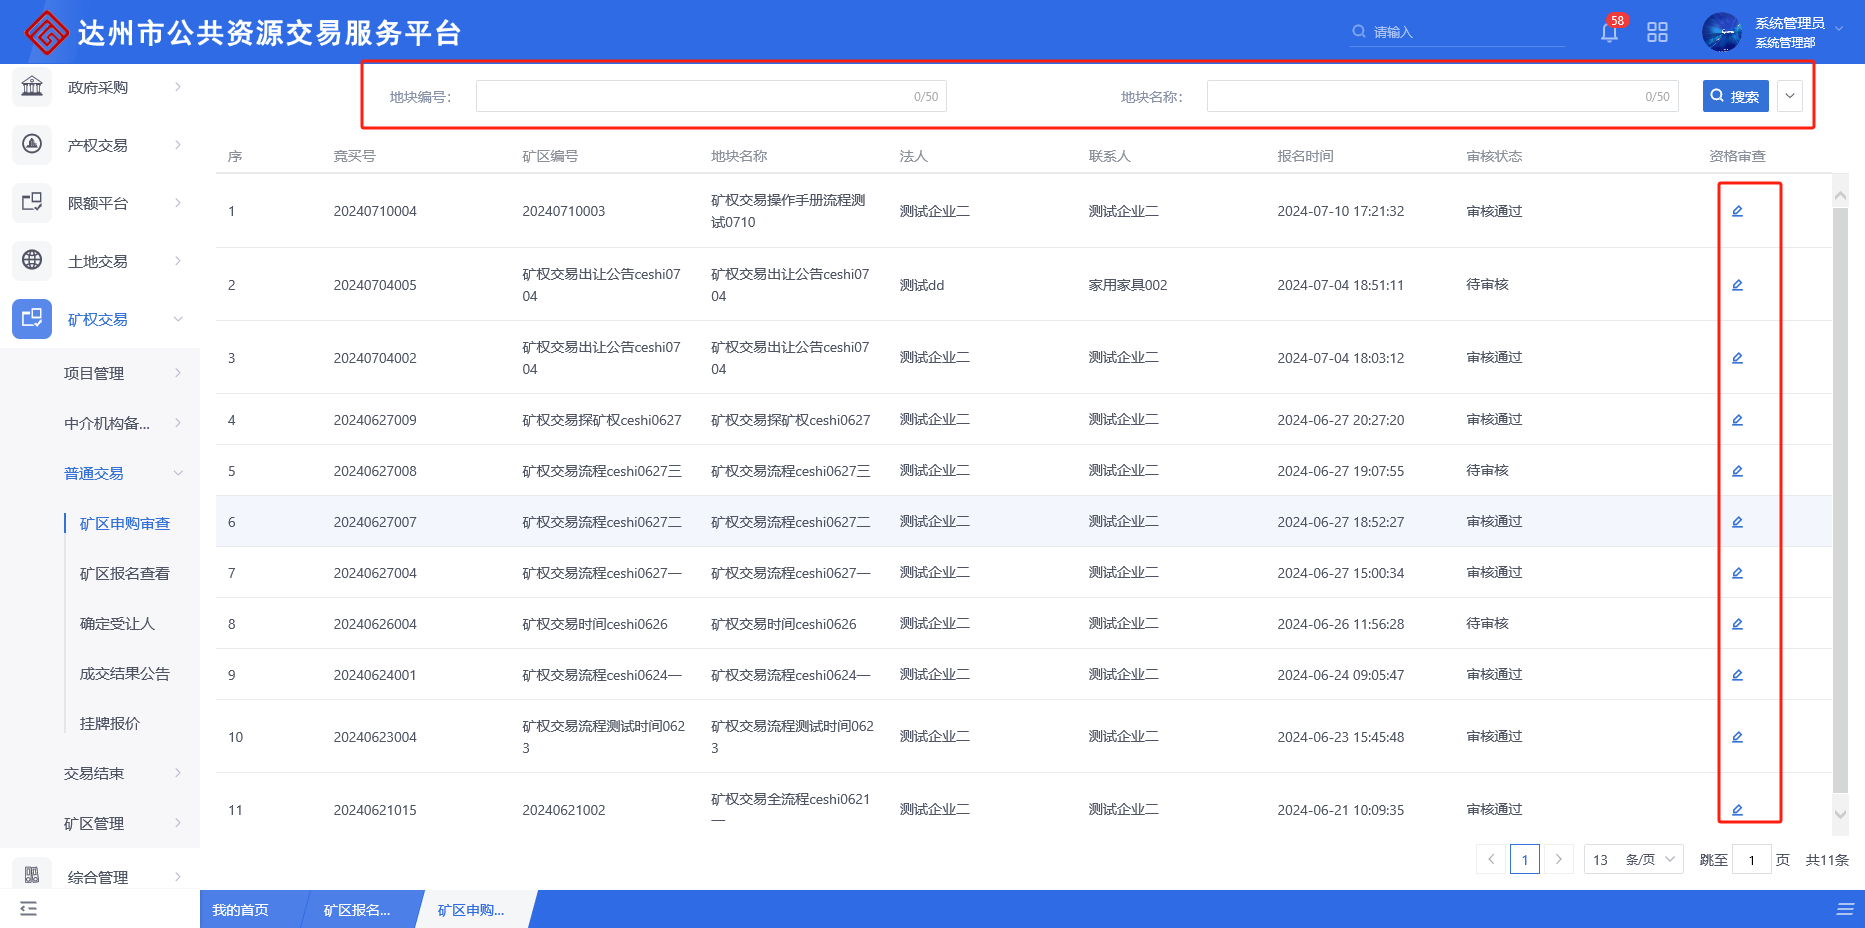 达州市公共资源交易服务平台
请输入
58
系统管理员
系统管理部
政府采购
产权交易
限额平台
土地交易
矿权交易
项目管理
中介机构备...
普通交易
矿区申购审查
矿区报名查看
确定受让人
成交结果公告
挂牌报价
交易结束
矿区管理
综合管理
地块编号：
0/50
地块名称：
0/50
搜索
序 竞买号 矿区编号 地块名称 法人 联系人 报名时间 审核状态 资格审查
1 20240710004 20240710003 矿权交易操作手册流程测 测试企业二 测试企业二 2024-07-10 17:21:32 审核通过
试0710
2 20240704005 矿权交易出让公告ceshi07 矿权交易出让公告ceshi07 测试dd 家用家具002 2024-07-04 18:51:11 待审核
04 04
3 20240704002 矿权交易出让公告ceshi07 矿权交易出让公告ceshi07 测试企业二 测试企业二 2024-07-04 18:03:12 审核通过
04 04
4 20240627009 矿权交易探矿权ceshi0627 矿权交易探矿权ceshi0627 测试企业二 测试企业二 2024-06-27 20:27:20 审核通过
5 20240627008 矿权交易流程ceshi0627三 矿权交易流程ceshi0627三 测试企业二 测试企业二 2024-06-27 19:07:55 待审核
6 20240627007 矿权交易流程ceshi0627二 矿权交易流程ceshi0627二 测试企业二 测试企业二 2024-06-27 18:52:27 审核通过
7 20240627004 矿权交易流程ceshi0627一 矿权交易流程ceshi0627一 测试企业二 测试企业二 2024-06-27 15:00:34 审核通过
8 20240626004 矿权交易时间ceshi0626 矿权交易时间ceshi0626 测试企业二 测试企业二 2024-06-26 11:56:28 待审核
9 20240624001 矿权交易流程ceshi0624一 矿权交易流程ceshi0624一 测试企业二 测试企业二 2024-06-24 09:05:47 审核通过
10 20240623004 矿权交易流程测试时间062 矿权交易流程测试时间062 测试企业二 测试企业二 2024-06-23 15:45:48 审核通过
3 3
11 20240621015 20240621002 矿权交易全流程ceshi0621 测试企业二 测试企业二 2024-06-21 10:09:35 审核通过
一
1 13 条/页 跳至 1 页 共11条
我的首页 矿区报名... 矿区申购...